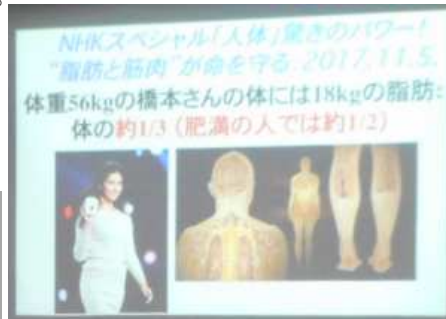 NHKスペシャル「人体」驚きのパワー!
“脂肪と筋肉”が命を守る 2017.11.5.
体重56kgの橋本さんの体には18kgの脂肪:
体の約1/3(肥満の人では約1/2)